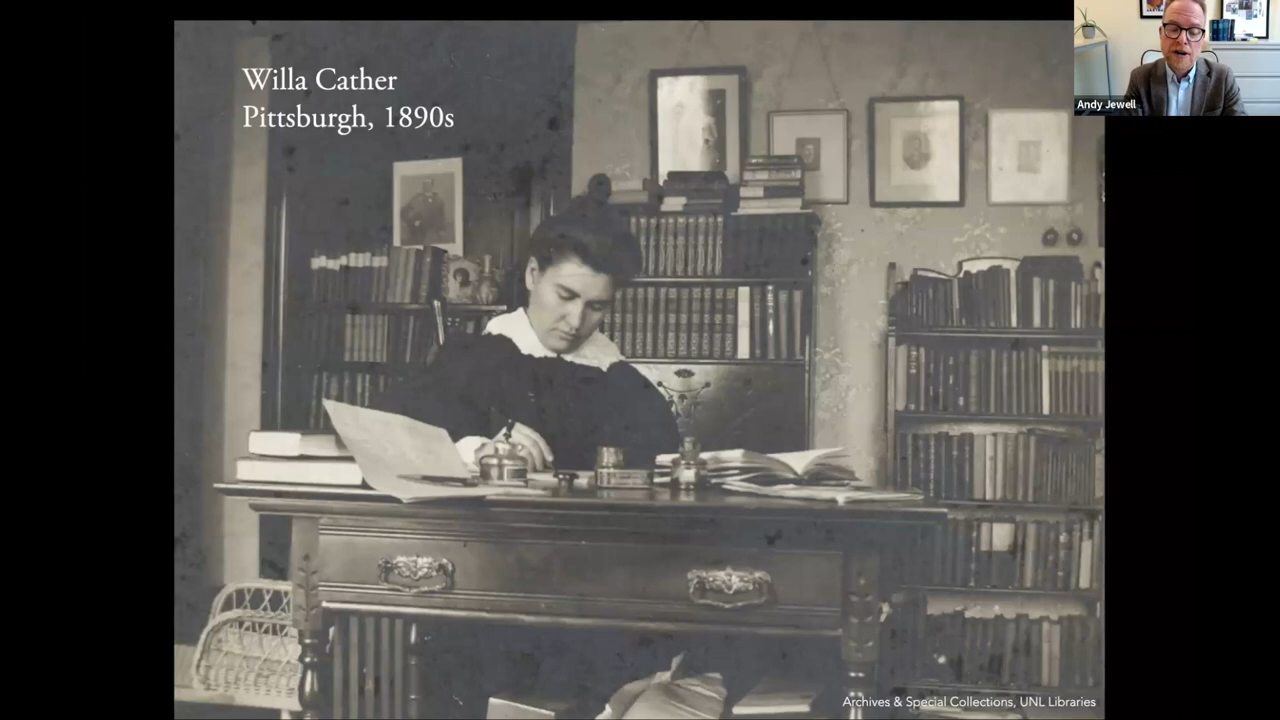 Willa Cather
Pittsburgh, 1890s
Andy Jewell
Archives & Special Collections, UNL Libraries